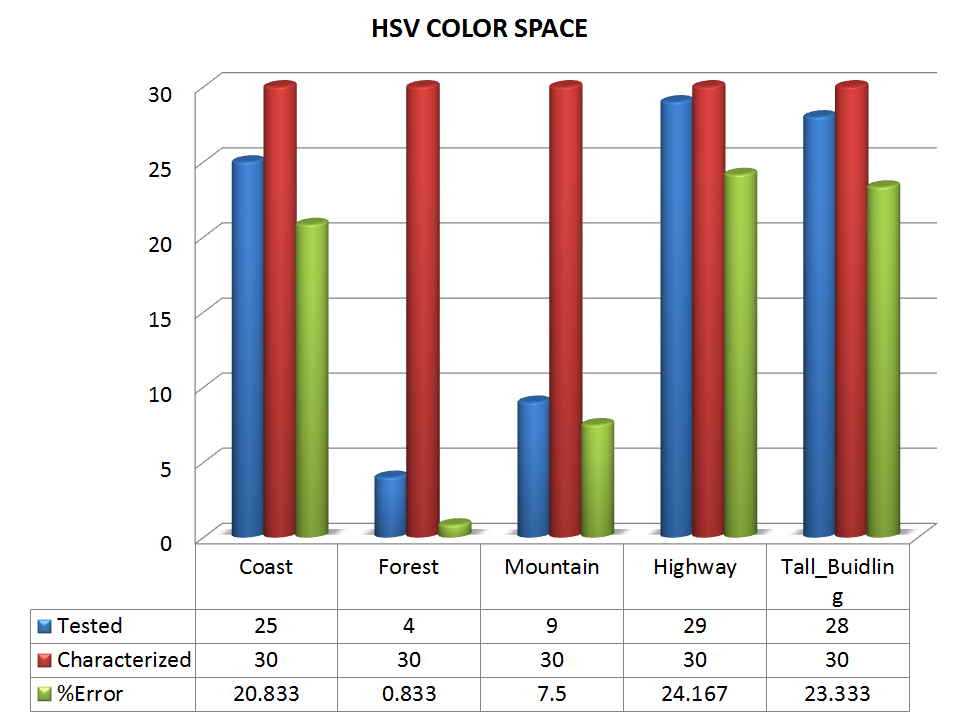 HSV COLOR SPACE
30
25
20
15
10
5
0
Coast Forest Mountain Highway Tall_Buidlin
g
Tested 25 4 9 29 28
Characterized 30 30 30 30 30
%Error 20.833 0.833 7.5 24.167 23.333